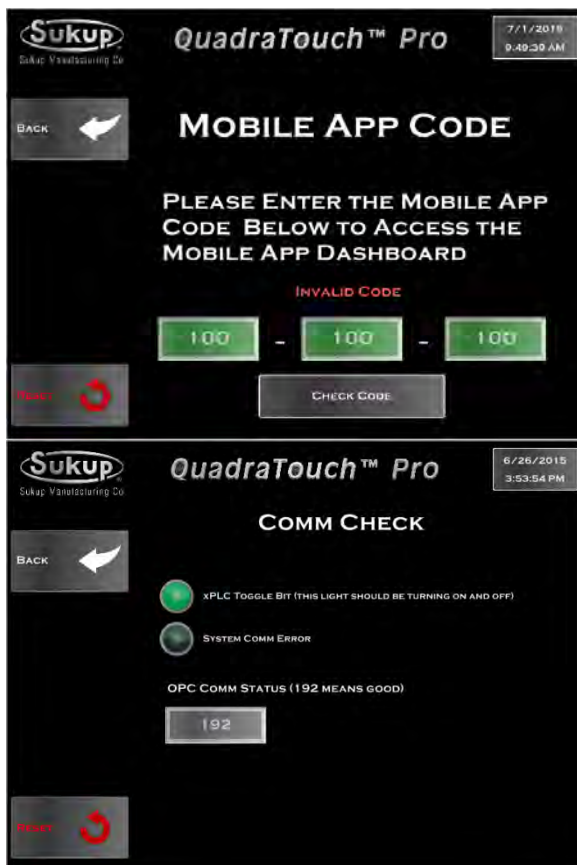 Sukup
Sukup Manufacturing Co
QuadraTouch™ Pro
7/1/2015
9:49:39 AM
BACK
MOBILE APP CODE
PLEASE ENTER THE MOBILE APP
CODE BELOW TO ACCESS THE
MOBILE APP DASHBOARD
INVALID CODE
100 - 100 - 100
RESET
CHECK CODE
Sukup
Sukup Manufacturing Co
QuadraTouch™ Pro
6/26/2015
3:53:54 PM
COMM CHECK
BACK
XPLC TOGGLE BIT (THIS LIGHT SHOULD BE TURNING ON AND OFF)
SYSTEM COMM ERROR
OPC COMM STATUS (192 MEANS GOOD)
192
RESET